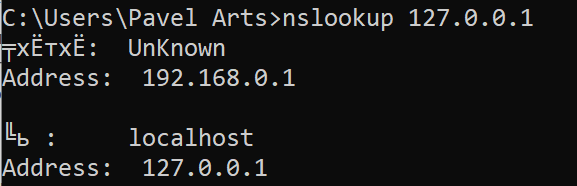 C:\Users\Pavel Arts>nslookup 127.0.0.1
╤хЁтхЁ:  UnKnown
Address:  192.168.0.1
╚ь :     localhost
Address:  127.0.0.1